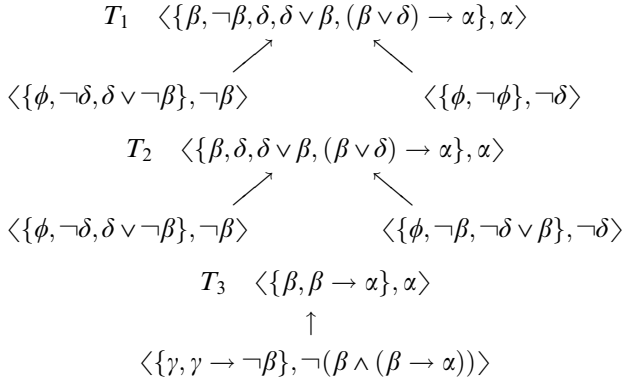 T₁ ⟨{β, ¬β, δ, δ ∨ β, (β ∨ δ) → α}, α⟩
⟨{ϕ, ¬δ, δ ∨ ¬β}, ¬β⟩ ⟨{ϕ, ¬ϕ}, ¬δ⟩
T₂ ⟨{β, δ, δ ∨ β, (β ∨ δ) → α}, α⟩
⟨{ϕ, ¬δ, δ ∨ ¬β}, ¬β⟩ ⟨{ϕ, ¬β, ¬δ ∨ β}, ¬δ⟩
T₃ ⟨{β, β → α}, α⟩
⟨{γ, γ → ¬β}, ¬(β ∧ (β → α))⟩